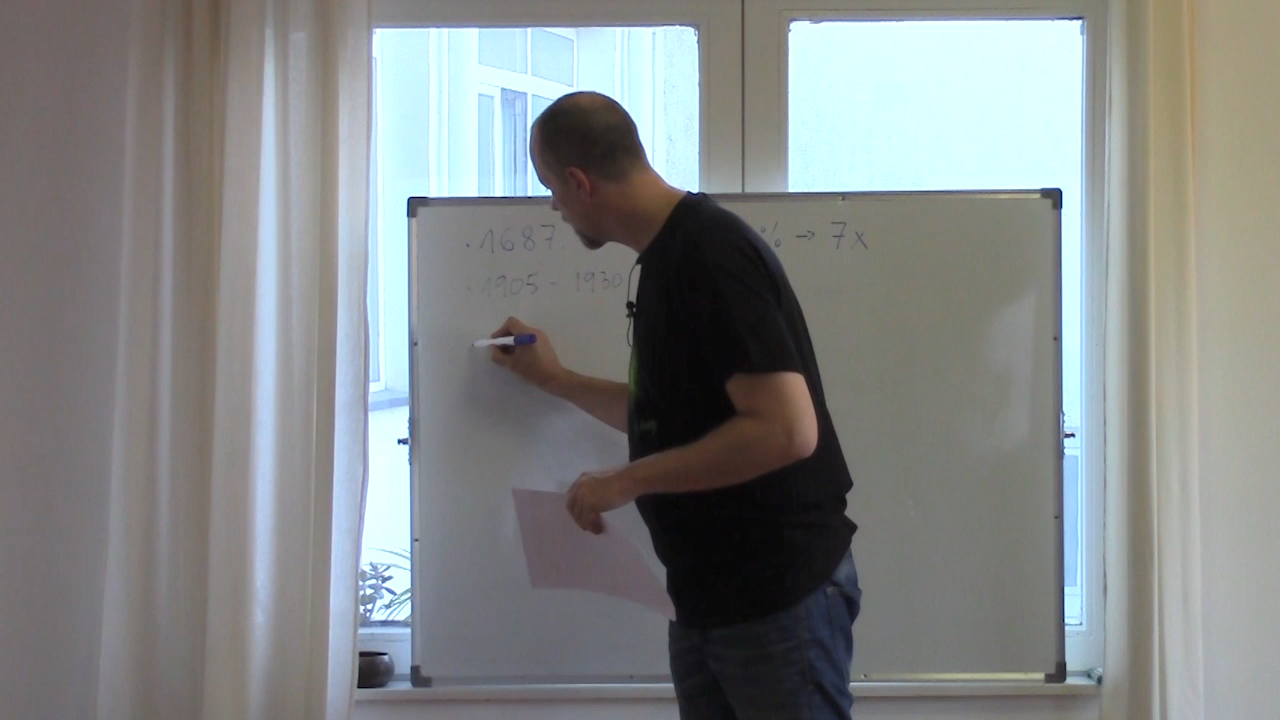 · 1687 % → 7x
· 1905 - 1930